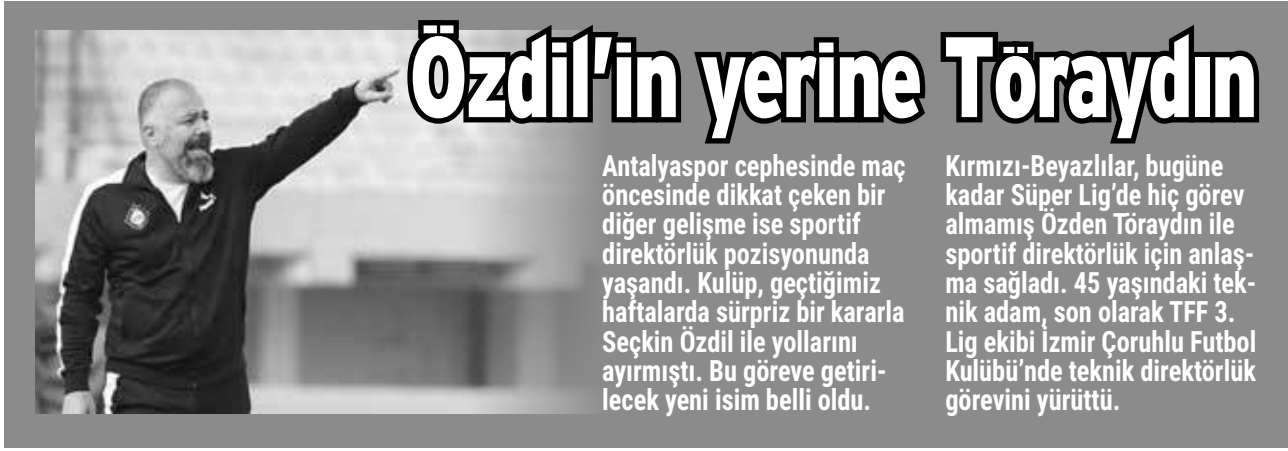 Özdil’in yerine Töraydın
Antalyaspor cephesinde maç
öncesinde dikkat çeken bir
diğer gelişme ise sportif
direktörlük pozisyonunda
yaşandı. Kulüp, geçtiğimiz
haftalarda sürpriz bir kararla
Seçkin Özdil ile yollarını
ayırmıştı. Bu göreve getiri-
lecek yeni isim belli oldu.
Kırmızı-Beyazlılar, bugüne
kadar Süper Lig’de hiç görev
almamış Özden Töraydın ile
sportif direktörlük için anlaş-
ma sağladı. 45 yaşındaki tek-
nik adam, son olarak TFF 3.
Lig ekibi İzmir Çoruhlu Futbol
Kulübü’nde teknik direktörlük
görevini yürüttü.